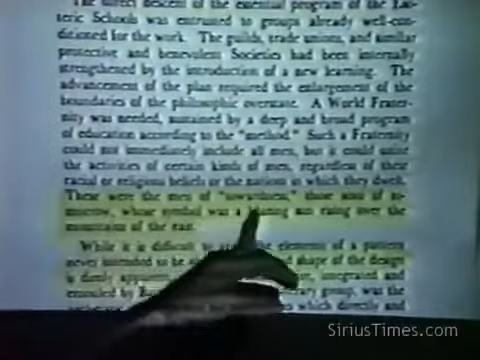 The direct descent of the essential program of the Eso-
teric Schools was entrusted to groups already well-con-
ditioned for the work. The guilds, trade unions, and similar
protective and benevolent Societies had been internally
strengthened by the introduction of a new learning. The
advancement of the plan required the enlargement of the
boundaries of the philosophic overstate. A World Frater-
nity was needed, sustained by a deep and broad program
of education according to the "method." Such a Fraternity
could not immediately include all men, but it could unite
the activities of certain kinds of men, regardless of their
racial or religious beliefs or the nations in which they dwelt.
These were the men of "towardness," those sons of to-
morrow, whose symbol was a blazing sun rising over the
mountains of the east.
While it is difficult to the elements of a pattern
never intended to be shape of the design
is dimly apparent integrated and
group, was the
which directly and
SiriusTimes.com